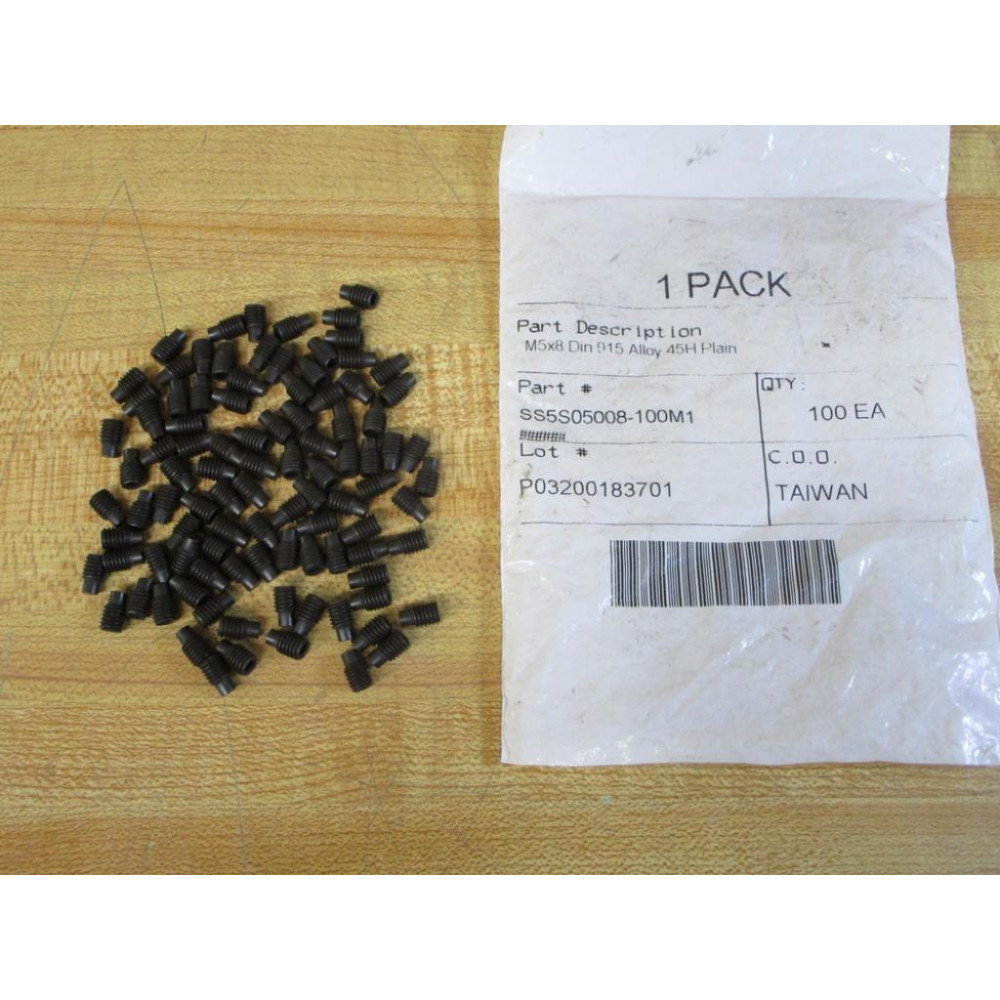 1 PACK
Part Description
M5x8 Din 915 Alloy 45H Plain
Part #
QTY:
SS5S05008-100M1
100 EA
######
Lot #
C.O.O.
P03200183701
TAIWAN